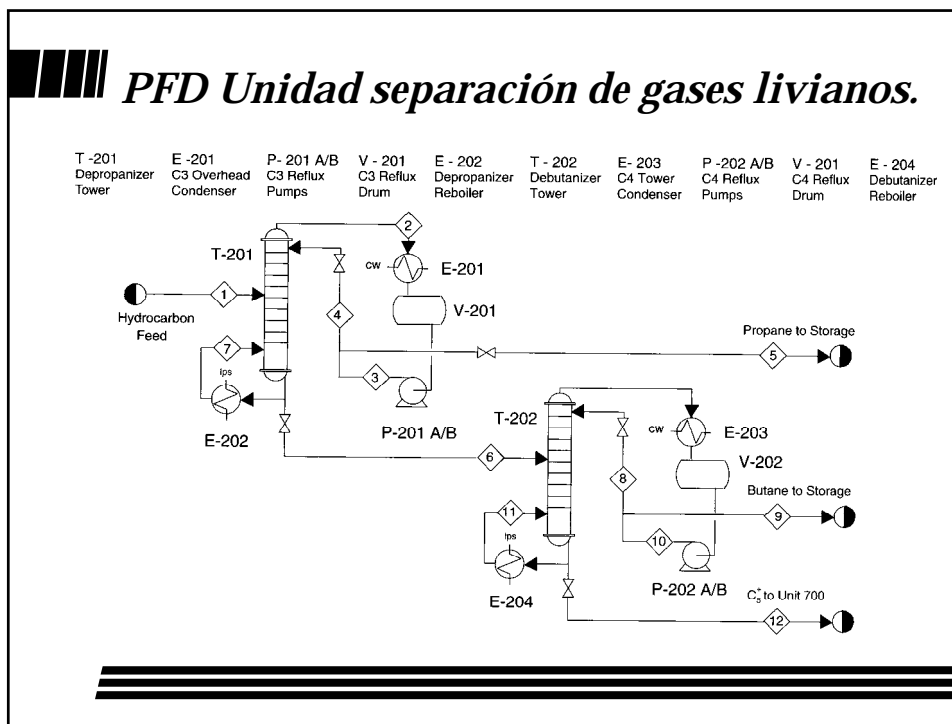 PFD Unidad separación de gases livianos.
T -201 E -201 P- 201 A/B V - 201 E - 202 T - 202 E- 203 P -202 A/B V - 201 E - 204
Depropanizer C3 Overhead C3 Reflux C3 Reflux Depropanizer Debutanizer C4 Tower C4 Reflux C4 Reflux Debutanizer
Tower Condenser Pumps Drum Reboiler Tower Condenser Pumps Drum Reboiler
2
T-201
cw
E-201
1
V-201
Hydrocarbon
Feed
4
Propane to Storage
7
5
lps
3
T-202
E-202
P-201 A/B
cw
E-203
6
V-202
8
Butane to Storage
11
9
lps
10
E-204
P-202 A/B
C₅⁺ to Unit 700
12